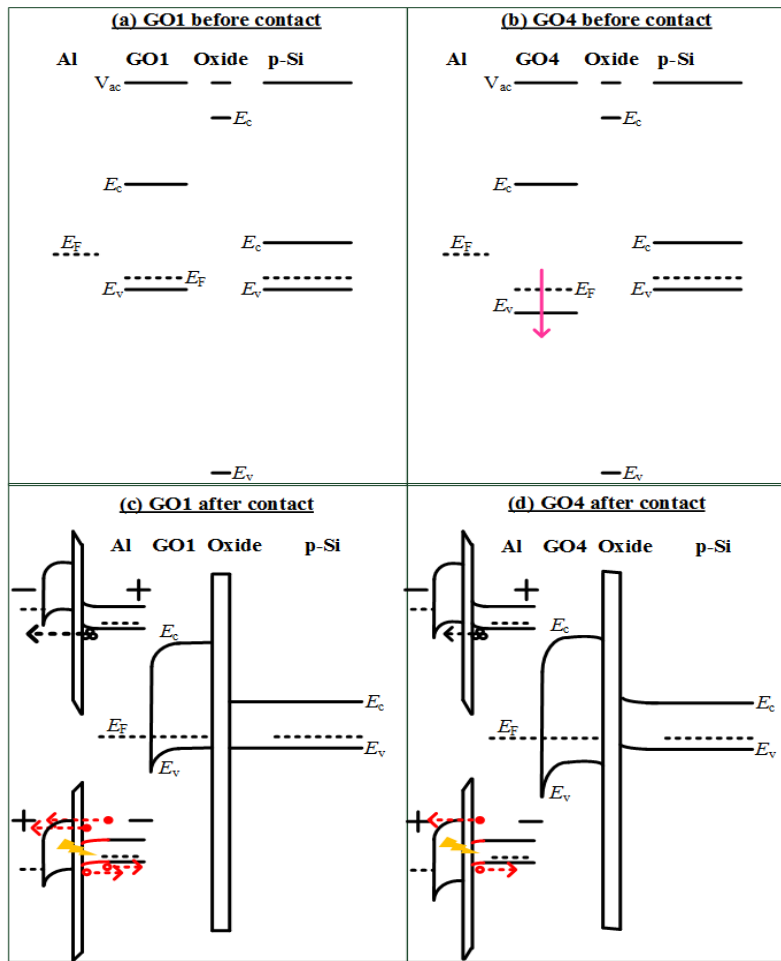 (a) GO1 before contact
Al GO1 Oxide p-Si
Vac
Ec
Ec
Ec
EF
EF
Ev
Ev
Ev
(b) GO4 before contact
Al GO4 Oxide p-Si
Vac
Ec
Ec
Ec
EF
EF
Ev
Ev
Ev
(c) GO1 after contact
Al GO1 Oxide p-Si
− +
Ec
Ec
EF
Ev
Ev
+ −
(d) GO4 after contact
Al GO4 Oxide p-Si
− +
Ec
Ec
EF
Ev
Ev
+ −